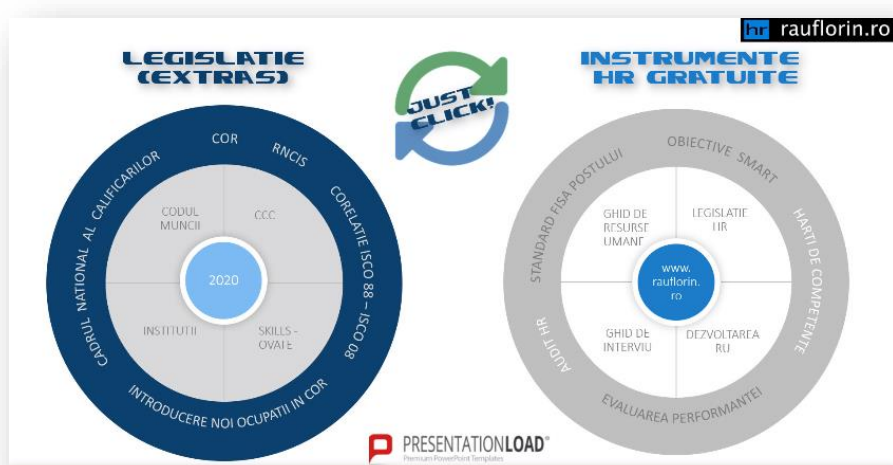 hr rauflorin.ro
LEGISLATIE
(EXTRAS)
JUST
CLICK!
INSTRUMENTE
HR GRATUITE
CADRUL NATIONAL AL CALIFICARILOR
COR
RNCIS
CORELATIE ISCO 88 – ISCO 08
INTRODUCERE NOI OCUPATII IN COR
CODUL
MUNCII
CCC
2020
INSTITUTII
SKILLS -
OVATE
STANDARD FISA POSTULUI
OBIECTIVE SMART
HARTI DE COMPETENTE
EVALUAREA PERFORMANTEI
AUDIT HR
GHID DE
RESURSE
UMANE
LEGISLATIE
HR
www.
rauflorin.
ro
GHID DE
INTERVIU
DEZVOLTAREA
RU
PRESENTATIONLOAD®
Premium PowerPoint Templates